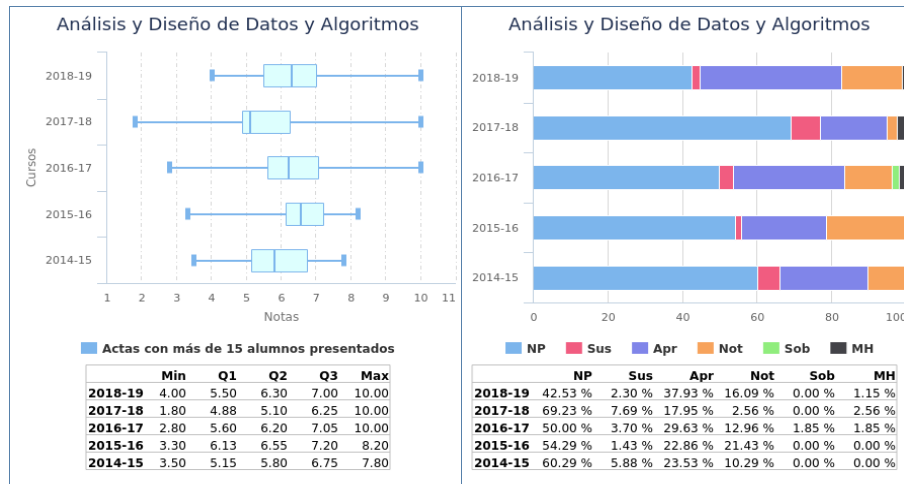 Análisis y Diseño de Datos y Algoritmos
2018-19
2017-18
2016-17
2015-16
2014-15
Cursos
1 2 3 4 5 6 7 8 9 10 11
Notas
Actas con más de 15 alumnos presentados
Min Q1 Q2 Q3 Max
2018-19 4.00 5.50 6.30 7.00 10.00
2017-18 1.80 4.88 5.10 6.25 10.00
2016-17 2.80 5.60 6.20 7.05 10.00
2015-16 3.30 6.13 6.55 7.20 8.20
2014-15 3.50 5.15 5.80 6.75 7.80
Análisis y Diseño de Datos y Algoritmos
2018-19
2017-18
2016-17
2015-16
2014-15
0 20 40 60 80 100
NP Sus Apr Not Sob MH
NP Sus Apr Not Sob MH
2018-19 42.53 % 2.30 % 37.93 % 16.09 % 0.00 % 1.15 %
2017-18 69.23 % 7.69 % 17.95 % 2.56 % 0.00 % 2.56 %
2016-17 50.00 % 3.70 % 29.63 % 12.96 % 1.85 % 1.85 %
2015-16 54.29 % 1.43 % 22.86 % 21.43 % 0.00 % 0.00 %
2014-15 60.29 % 5.88 % 23.53 % 10.29 % 0.00 % 0.00 %